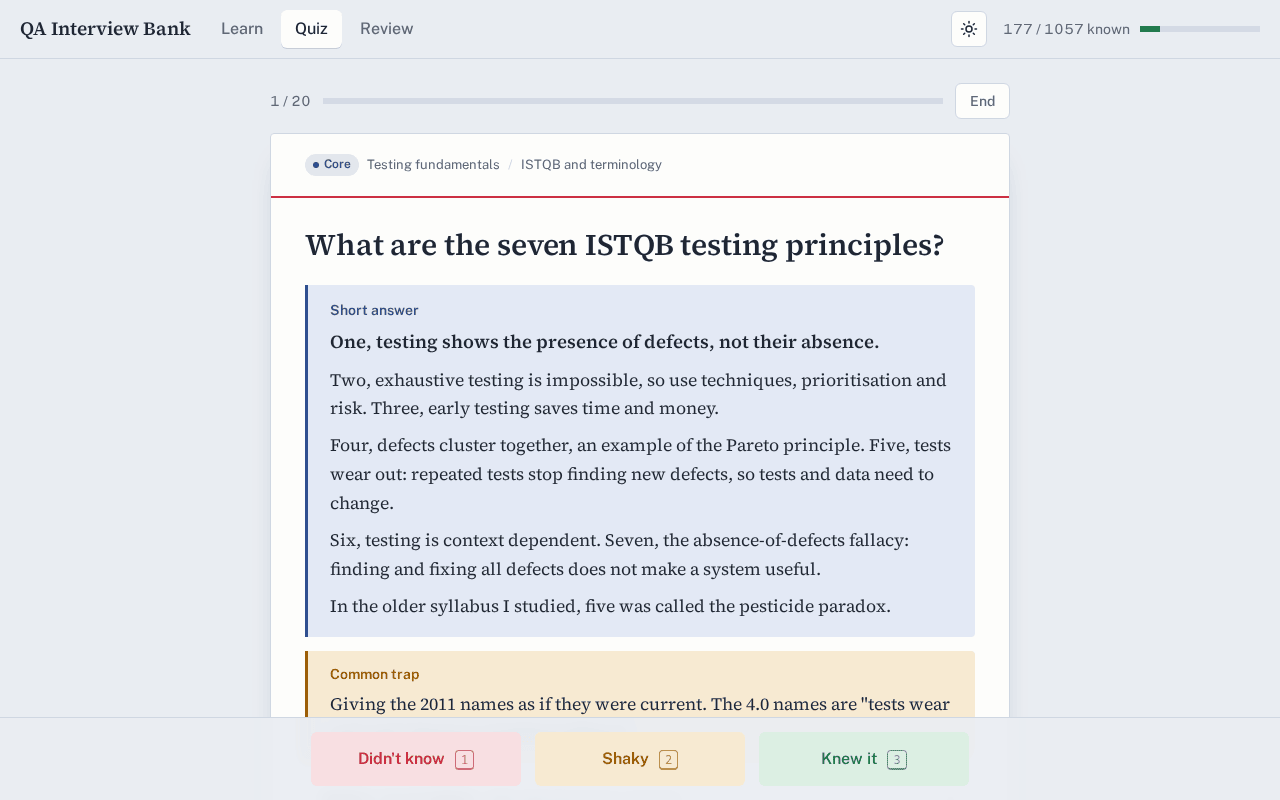 QA Interview Bank
Learn
Quiz
Review
177 / 1057 known
1 / 20
End
Core
Testing fundamentals / ISTQB and terminology
What are the seven ISTQB testing principles?
Short answer
One, testing shows the presence of defects, not their absence.
Two, exhaustive testing is impossible, so use techniques, prioritisation and
risk. Three, early testing saves time and money.
Four, defects cluster together, an example of the Pareto principle. Five, tests
wear out: repeated tests stop finding new defects, so tests and data need to
change.
Six, testing is context dependent. Seven, the absence-of-defects fallacy:
finding and fixing all defects does not make a system useful.
In the older syllabus I studied, five was called the pesticide paradox.
Common trap
Giving the 2011 names as if they were current. The 4.0 names are "tests wear
Didn't know 1
Shaky 2
Knew it 3